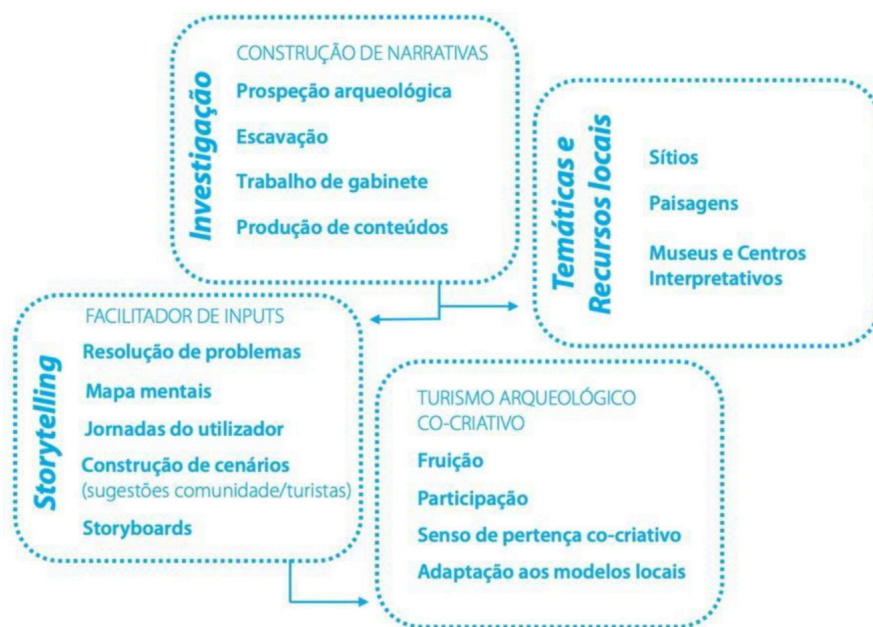 Investigação
CONSTRUÇÃO DE NARRATIVAS
Prospeção arqueológica
Escavação
Trabalho de gabinete
Produção de conteúdos
Temáticas e
Recursos locais
Sítios
Paisagens
Museus e Centros
Interpretativos
Storytelling
FACILITADOR DE INPUTS
Resolução de problemas
Mapa mentais
Jornadas do utilizador
Construção de cenários
(sugestões comunidade/turistas)
Storyboards
TURISMO ARQUEOLÓGICO
CO-CRIATIVO
Fruição
Participação
Senso de pertença co-criativo
Adaptação aos modelos locais